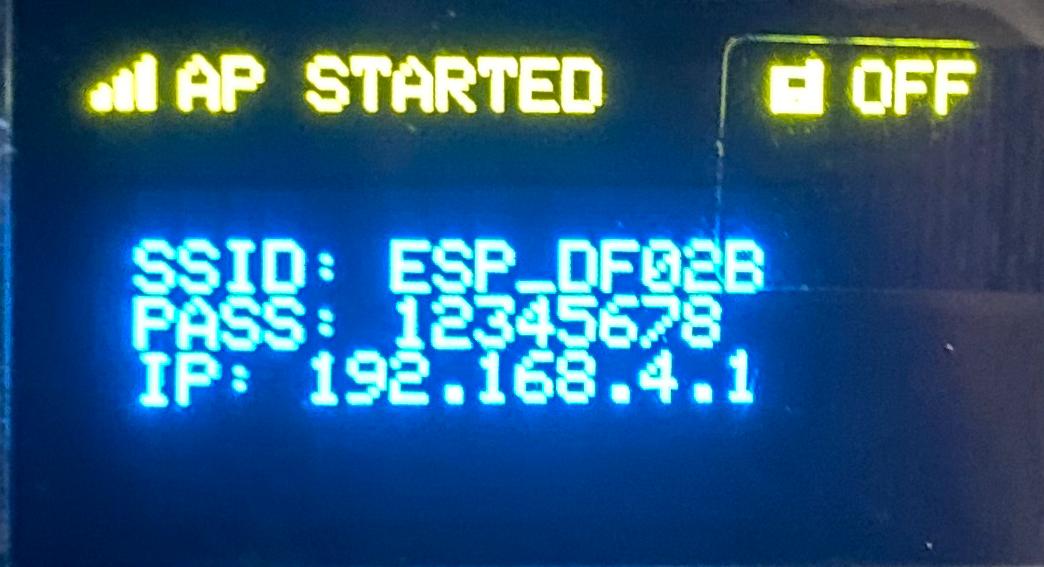 AP STARTED OFF
SSID: ESP_DF02B
PASS: 12345678
IP: 192.168.4.1